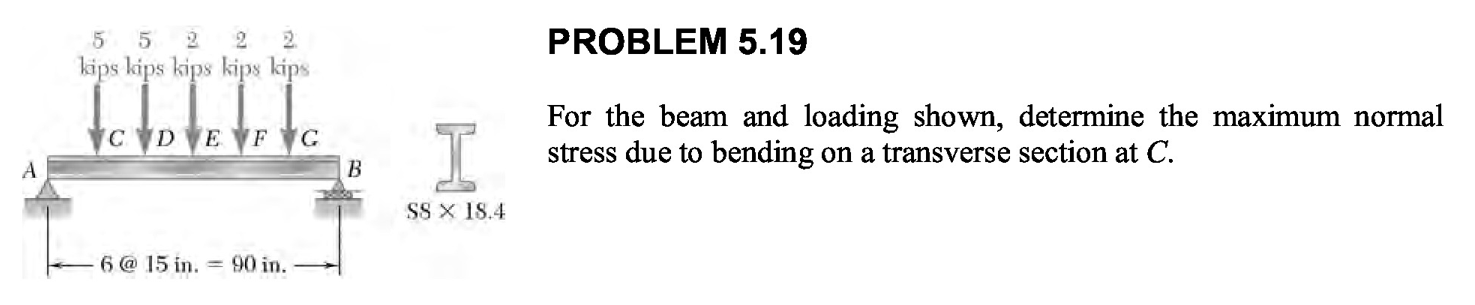 5 5 2 2 2
kips kips kips kips kips
C D E F G
A
B
S8 × 18.4
6 @ 15 in. = 90 in.
PROBLEM 5.19
For the beam and loading shown, determine the maximum normal
stress due to bending on a transverse section at C.